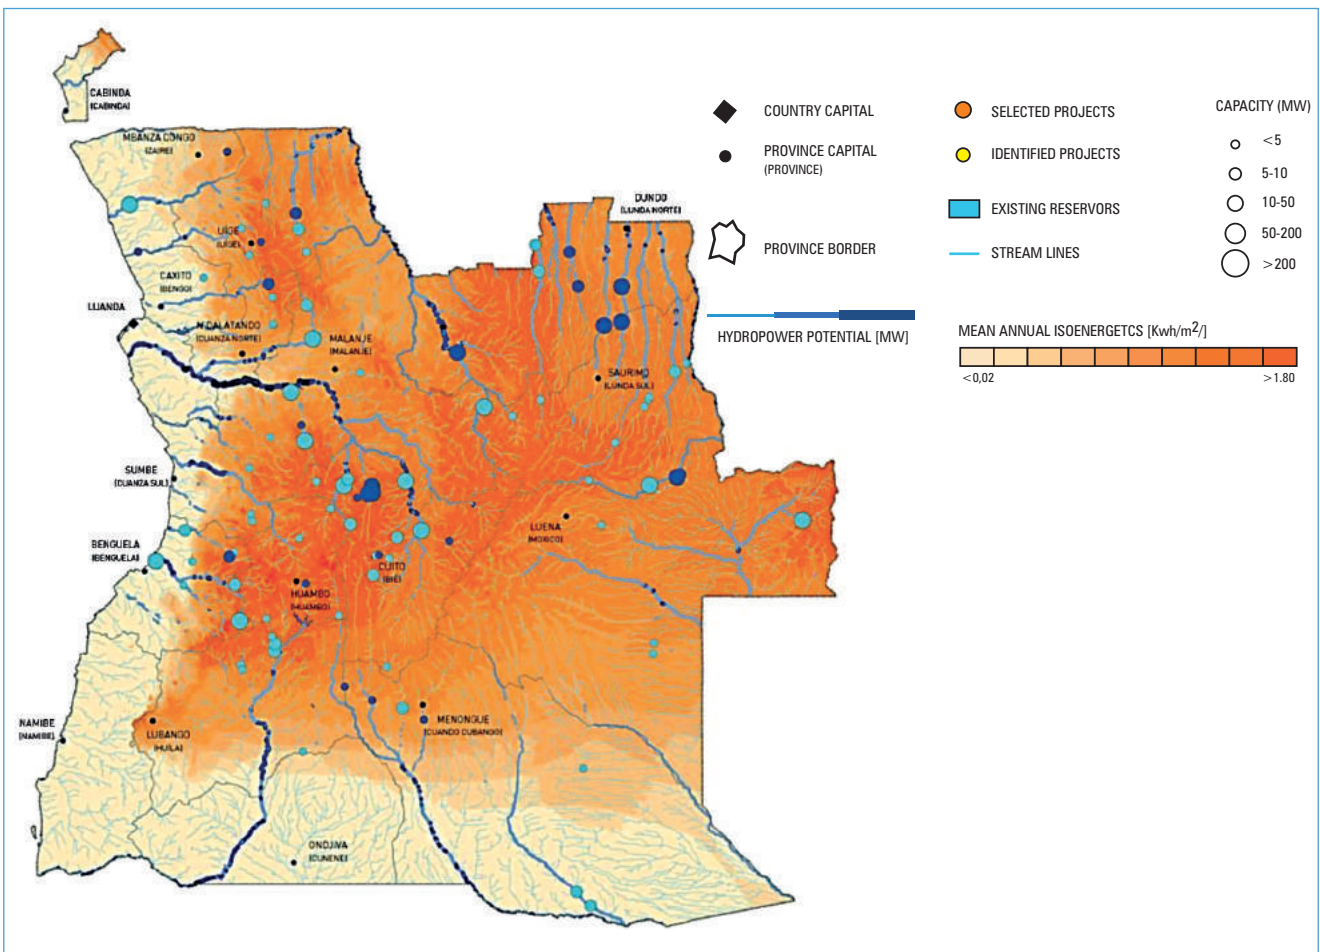 CABINDA
(CABINDA)
MBANZA CONGO
(ZAIRE)
UIGE
(UIGE)
CAXITO
(BENGO)
LUANDA
N'DALATANDO
(CUANZA NORTE)
MALANJE
(MALANJE)
DUNDO
(LUNDA NORTE)
SAURIMO
(LUNDA SUL)
SUMBE
(CUANZA SUL)
LUENA
(MOXICO)
BENGUELA
(BENGUELA)
CUITO
(BIE)
HUAMBO
(HUAMBO)
NAMIBE
(NAMIBE)
LUBANGO
(HUILA)
MENONGUE
(CUANDO CUBANGO)
ONDJIVA
(CUNENE)
COUNTRY CAPITAL
PROVINCE CAPITAL
(PROVINCE)
PROVINCE BORDER
HYDROPOWER POTENTIAL [MW]
SELECTED PROJECTS
IDENTIFIED PROJECTS
EXISTING RESERVORS
STREAM LINES
CAPACITY (MW)
<5
5-10
10-50
50-200
>200
MEAN ANNUAL ISOENERGETCS [Kwh/m2/]
<0,02
>1.80